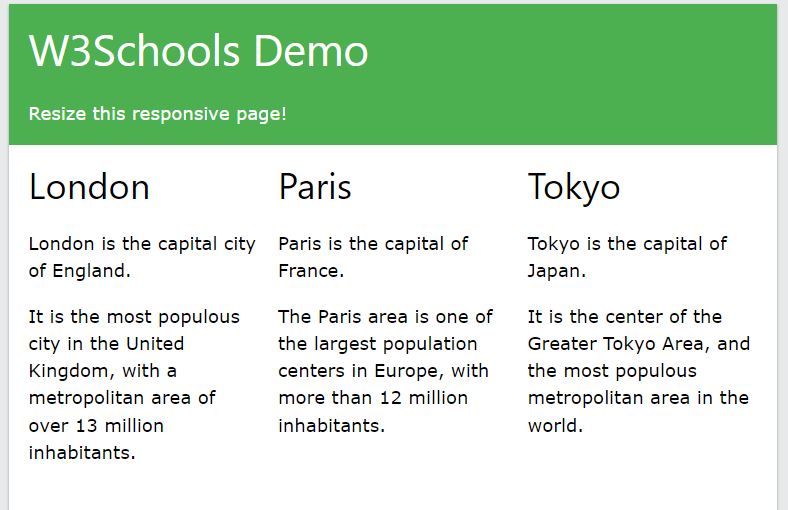 W3Schools Demo
Resize this responsive page!
London
London is the capital city
of England.
It is the most populous
city in the United
Kingdom, with a
metropolitan area of
over 13 million
inhabitants.
Paris
Paris is the capital of
France.
The Paris area is one of
the largest population
centers in Europe, with
more than 12 million
inhabitants.
Tokyo
Tokyo is the capital of
Japan.
It is the center of the
Greater Tokyo Area, and
the most populous
metropolitan area in the
world.